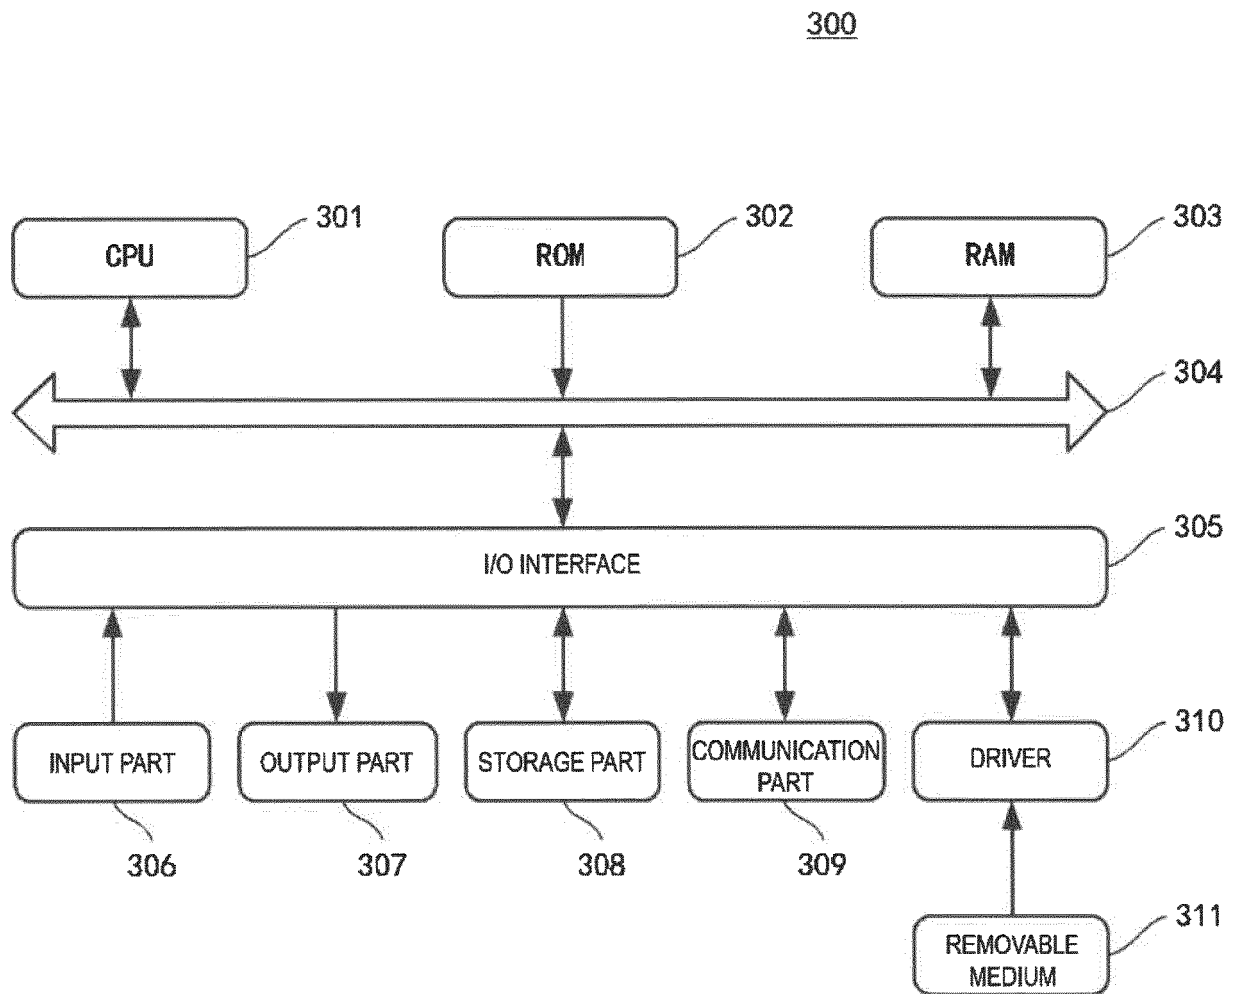 300
301
302
303
CPU
ROM
RAM
304
305
I/O INTERFACE
310
INPUT PART
OUTPUT PART
STORAGE PART
COMMUNICATION
PART
DRIVER
306
307
308
309
311
REMOVABLE
MEDIUM